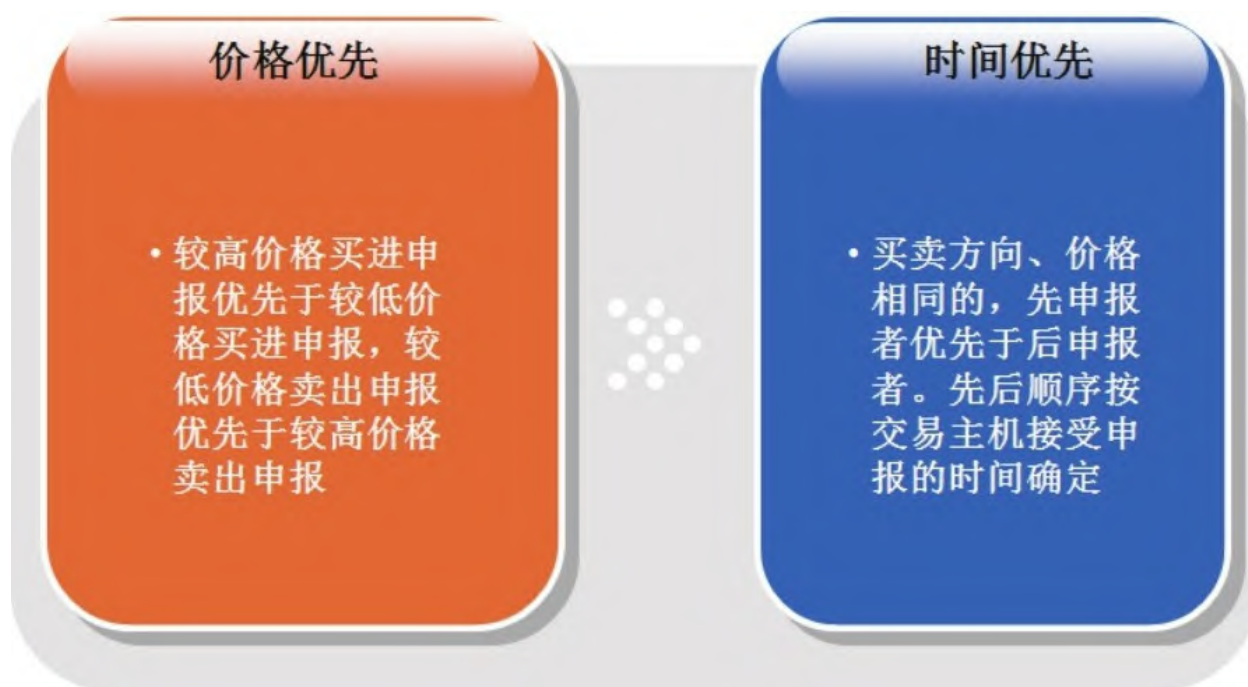 价格优先
·较高价格买进申
报优先于较低价
格买进申报，较
低价格卖出申报
优先于较高价格
卖出申报
时间优先
·买卖方向、价格
相同的，先申报
者优先于后申报
者。先后顺序按
交易主机接受申
报的时间确定